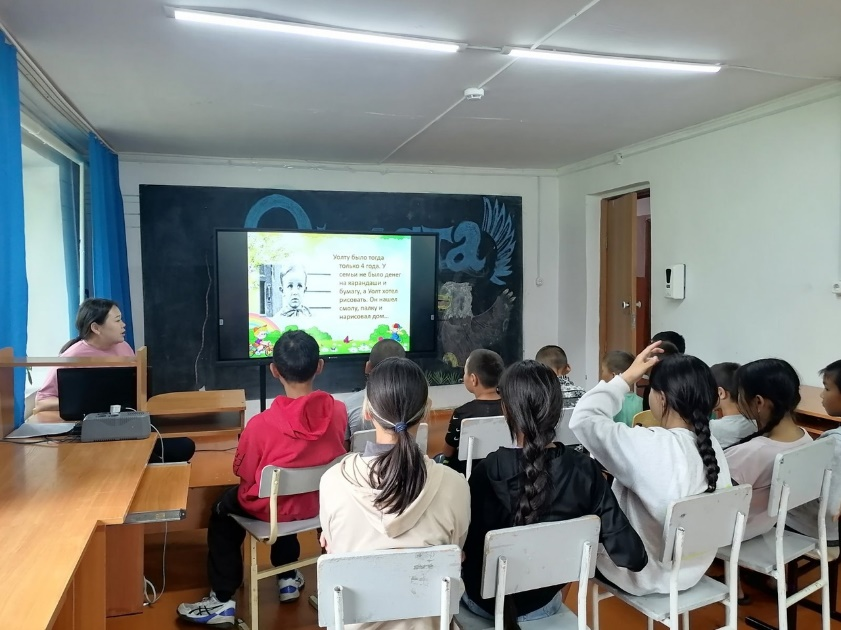 Уолту было тогда
только 4 года. У
семьи не было денег
на карандаши и
бумагу, а Уолт хотел
рисовать. Он нашел
смолу, палку и
нарисовал дом...